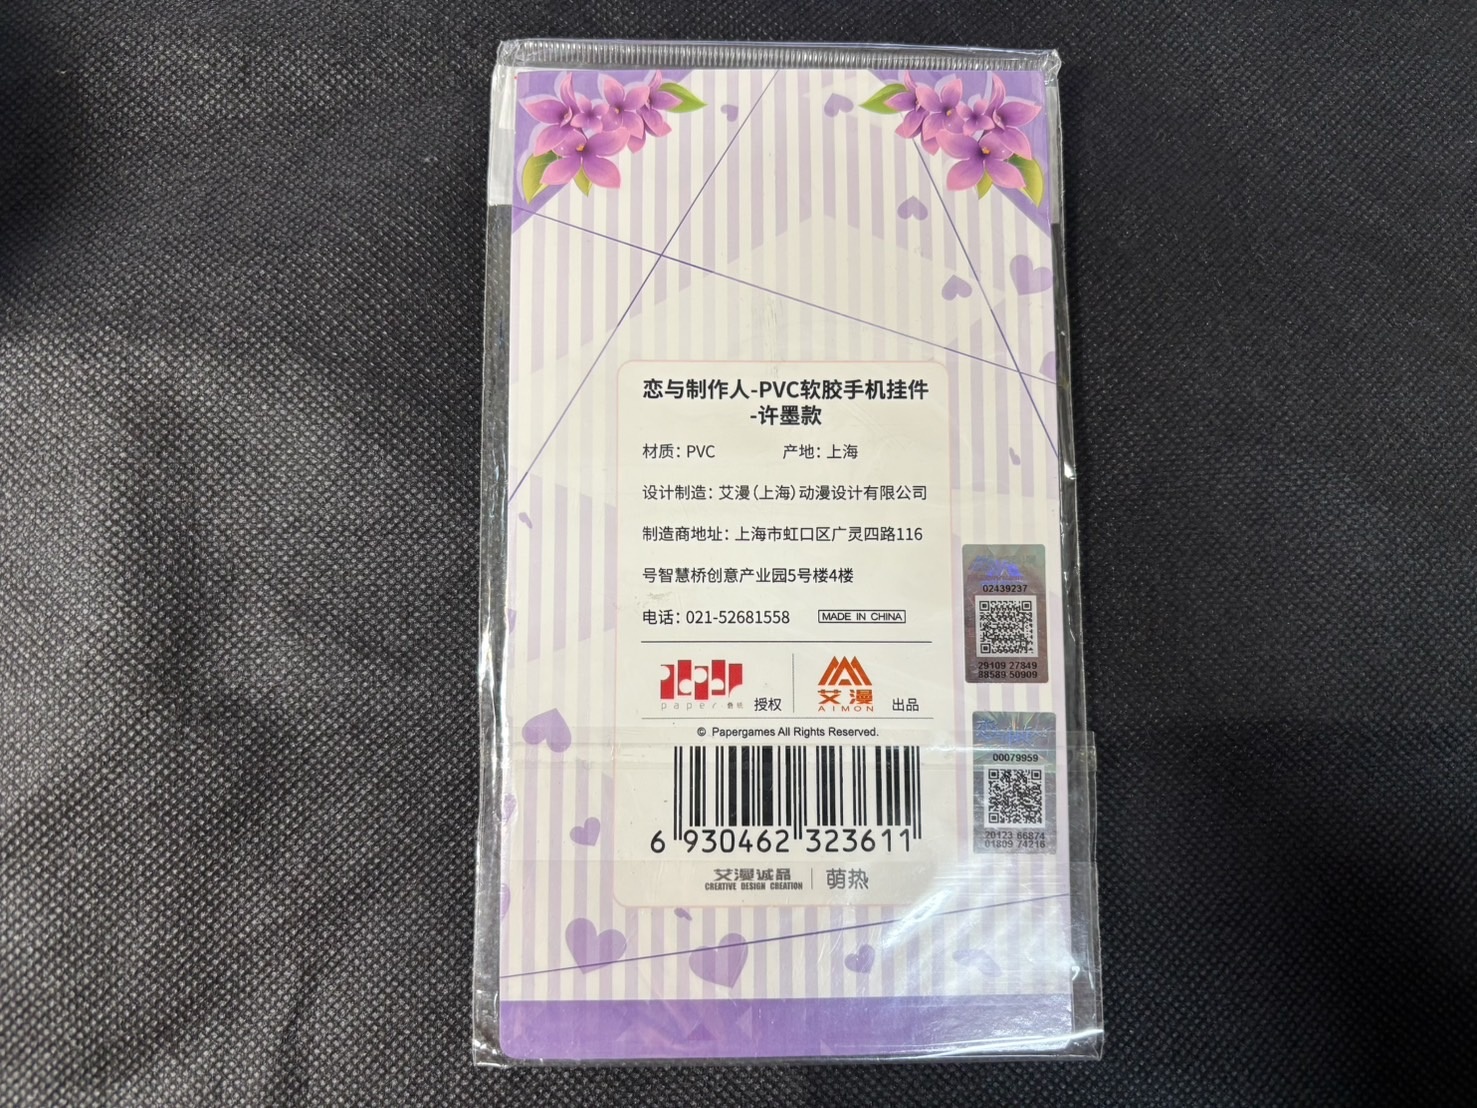 恋与制作人-PVC软胶手机挂件
-许墨款
材质：PVC 产地：上海
设计制造：艾漫（上海）动漫设计有限公司
制造商地址：上海市虹口区广灵四路116
号智慧桥创意产业园5号楼4楼
电话：021-52681558 MADE IN CHINA
paper 叠纸 授权 艾漫 AIMON 出品
© Papergames All Rights Reserved.
6 930462 323611
艾漫诚品 萌热
CREATIVE DESIGN CREATION
02439237
29109 27849
88589 50909
00079959
20123 66874
01809 74216